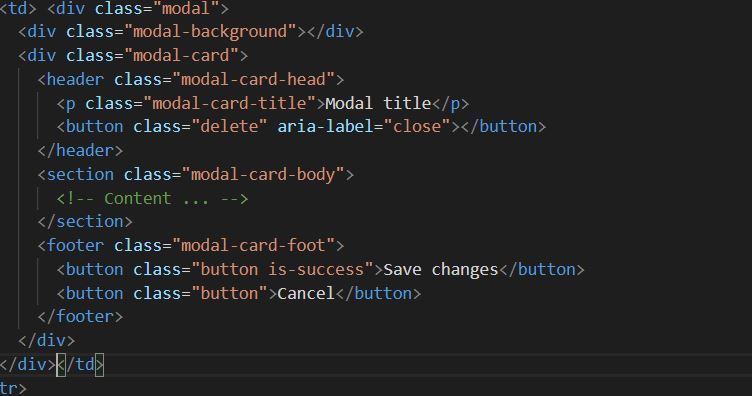 <td> <div class="modal">
<div class="modal-background"></div>
<div class="modal-card">
<header class="modal-card-head">
<p class="modal-card-title">Modal title</p>
<button class="delete" aria-label="close"></button>
</header>
<section class="modal-card-body">
<!-- Content ... -->
</section>
<footer class="modal-card-foot">
<button class="button is-success">Save changes</button>
<button class="button">Cancel</button>
</footer>
</div>
</div></td>
tr>